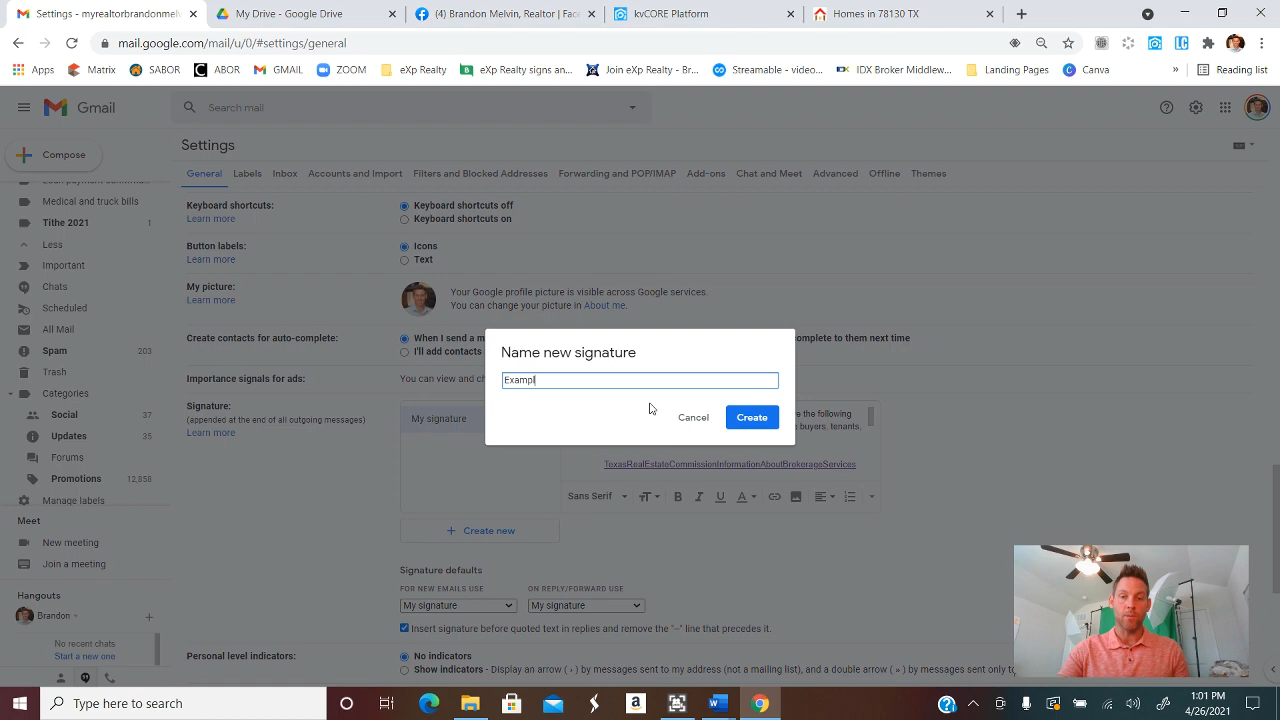 Settings - myrealtorbrandonmelv
My Drive - Google Drive
(4) Brandon Melvin, Realtor | Fac
kvCORE Platform
Homes in 78130 TX
mail.google.com/mail/u/0/#settings/general
Apps
Matrix
SABOR
ABOR
GMAIL
ZOOM
eXp Realty
eXp Realty signs an...
Join eXp Realty - Br...
Streamable - video...
IDX Broker Middlew...
Landing Pages
Canva
»
Reading list
Gmail
Search mail
Compose
Settings
General
Labels
Inbox
Accounts and Import
Filters and Blocked Addresses
Forwarding and POP/IMAP
Add-ons
Chat and Meet
Advanced
Offline
Themes
Medical and truck bills
Tithe 2021 1
Less
Important
Chats
Scheduled
All Mail
Spam 203
Trash
Categories
Social 37
Updates 35
Forums
Promotions 12,858
Manage labels
Meet
New meeting
Join a meeting
Hangouts
Brandon
No recent chats
Start a new one
Keyboard shortcuts:
Learn more
Keyboard shortcuts off
Keyboard shortcuts on
Button labels:
Learn more
Icons
Text
My picture:
Learn more
Your Google profile picture is visible across Google services.
You can change your picture in About me.
Create contacts for auto-complete:
When I send a m
complete to them next time
I'll add contacts
Importance signals for ads:
You can view and ch
Signature:
(appended at the end of all outgoing messages)
Learn more
My signature
re the following
buyers, tenants,
TexasRealEstateCommissionInformationAboutBrokerageServices
Sans Serif
B I U A
Create new
Name new signature
Exampl
Cancel
Create
Signature defaults
FOR NEW EMAILS USE
ON REPLY/FORWARD USE
My signature
My signature
Insert signature before quoted text in replies and remove the "--" line that precedes it.
Personal level indicators:
No indicators
Show indicators - Display an arrow ( › ) by messages sent to my address (not a mailing list), and a double arrow ( » ) by messages sent only to
Type here to search
1:01 PM
4/26/2021